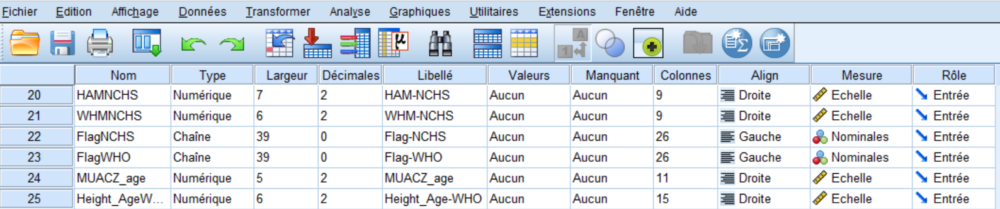 Fichier Edition Affichage Données Transformer Analyse Graphiques Utilitaires Extensions Fenêtre Aide
Nom Type Largeur Décimales Libellé Valeurs Manquant Colonnes Align Mesure Rôle
20 HAMNCHS Numérique 7 2 HAM-NCHS Aucun Aucun 9 Droite Echelle Entrée
21 WHMNCHS Numérique 6 2 WHM-NCHS Aucun Aucun 9 Droite Echelle Entrée
22 FlagNCHS Chaîne 39 0 Flag-NCHS Aucun Aucun 26 Gauche Nominales Entrée
23 FlagWHO Chaîne 39 0 Flag-WHO Aucun Aucun 26 Gauche Nominales Entrée
24 MUACZ_age Numérique 5 2 MUACZ_age Aucun Aucun 11 Droite Echelle Entrée
25 Height_AgeW... Numérique 6 2 Height_Age-WHO Aucun Aucun 15 Droite Echelle Entrée